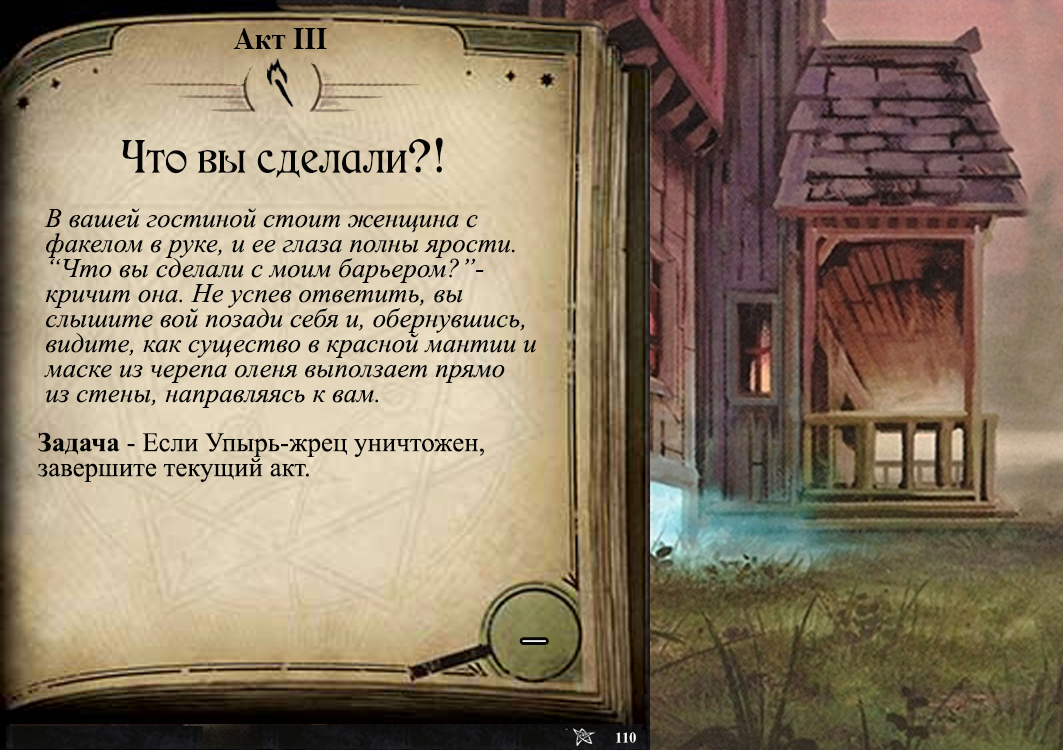 Акт III
Что вы сделали?!
В вашей гостиной стоит женщина с
факелом в руке, и ее глаза полны ярости.
“Что вы сделали с моим барьером?”-
кричит она. Не успев ответить, вы
слышите вой позади себя и, обернувшись,
видите, как существо в красной мантии и
маске из черепа оленя выползает прямо
из стены, направляясь к вам.
Задача - Если Упырь-жрец уничтожен,
завершите текущий акт.
–
110